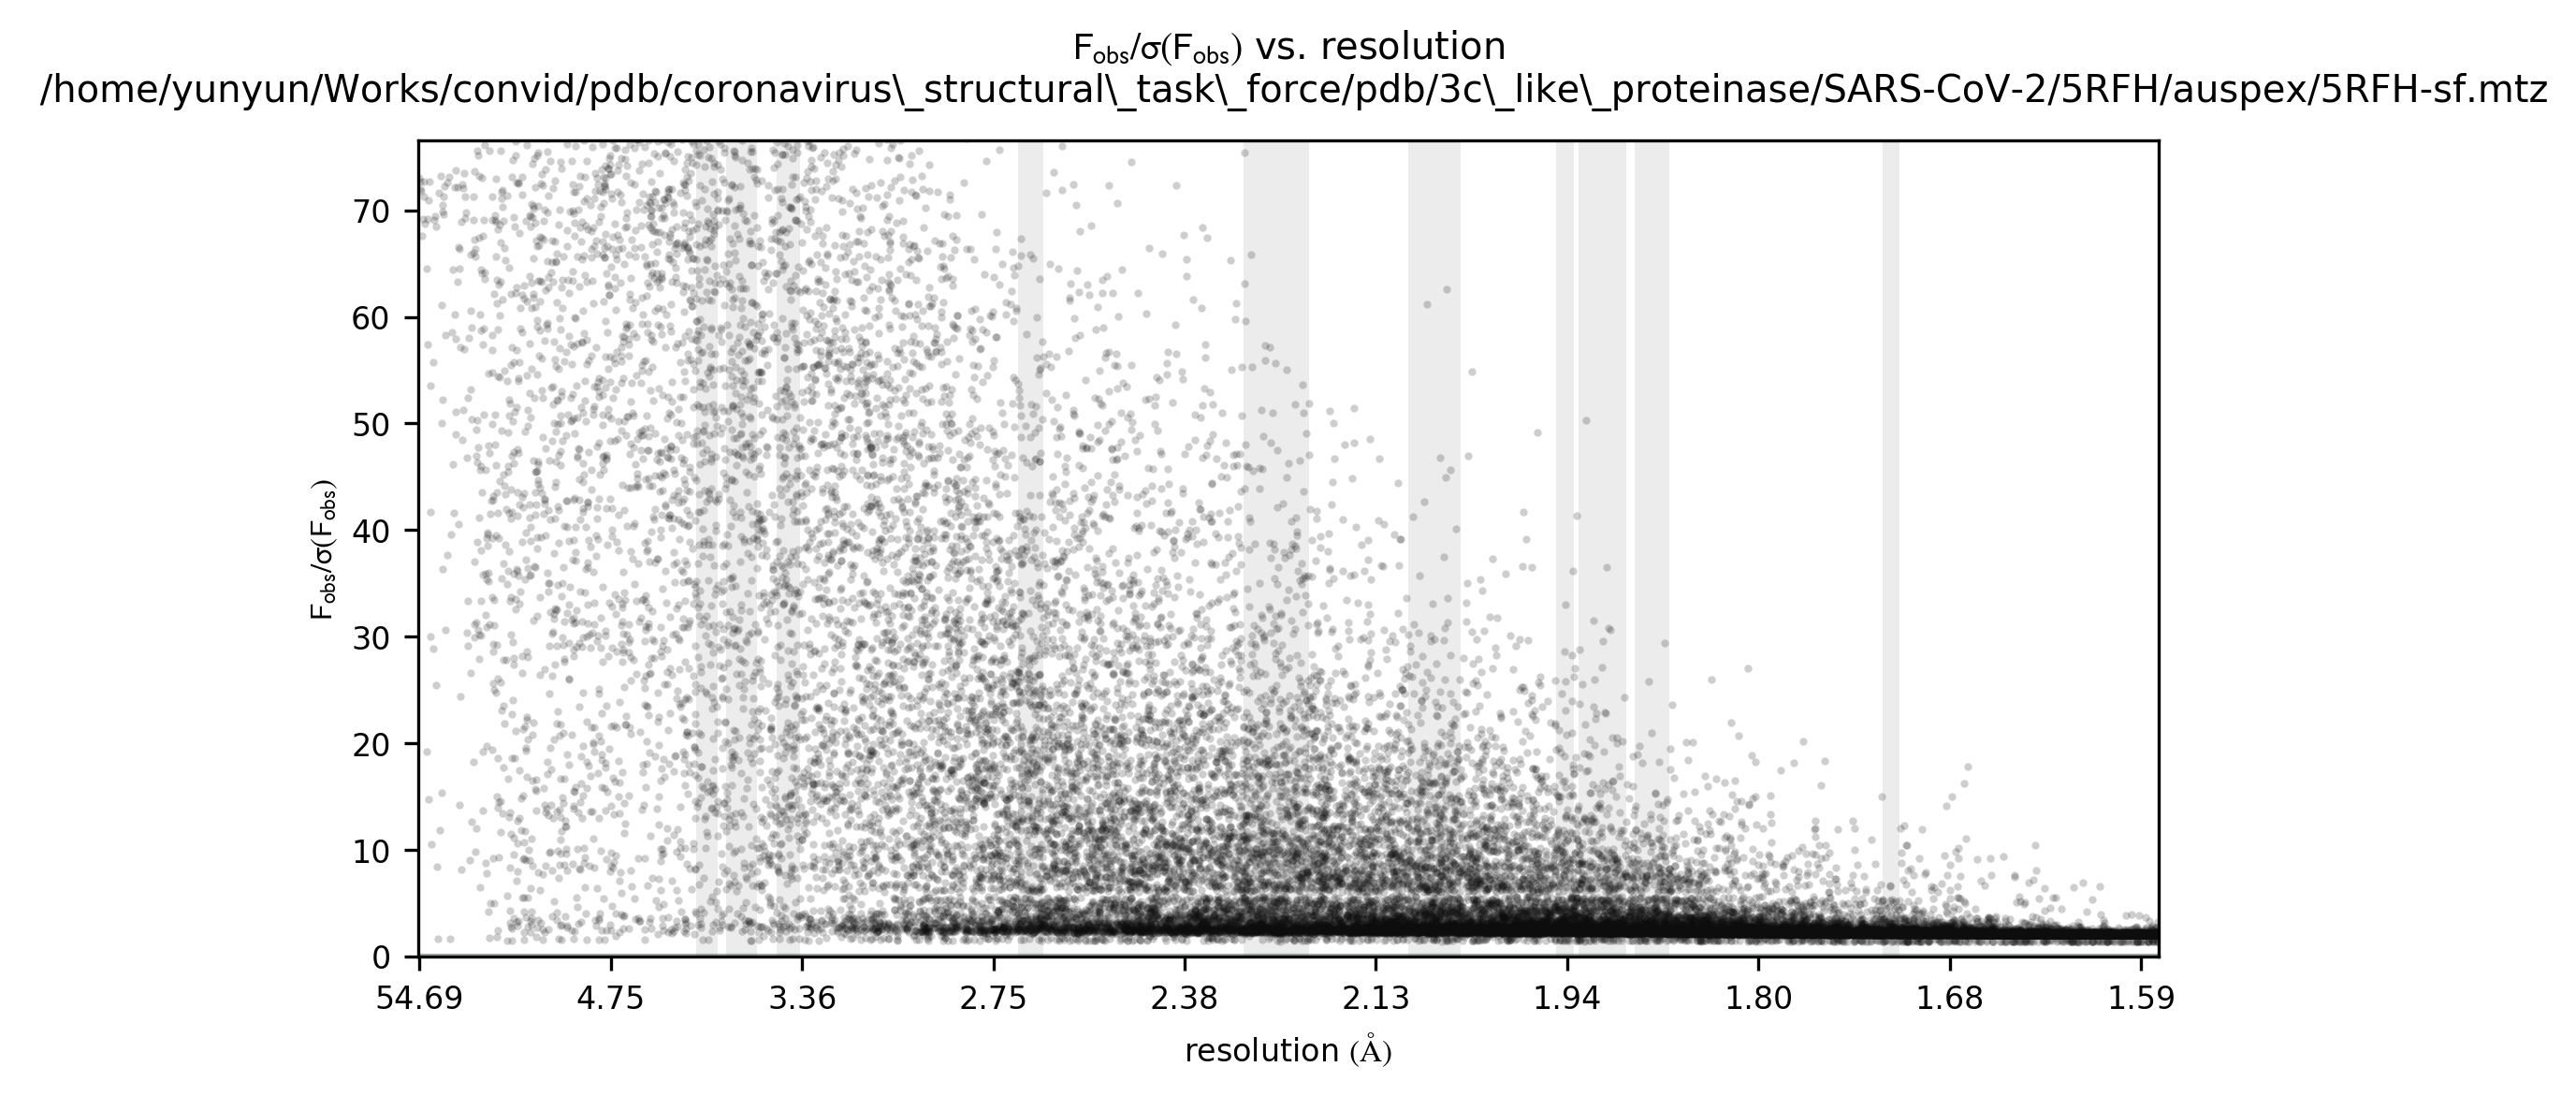 Fobs/σ(Fobs) vs. resolution
/home/yunyun/Works/convid/pdb/coronavirus\_structural\_task\_force/pdb/3c\_like\_proteinase/SARS-CoV-2/5RFH/auspex/5RFH-sf.mtz
Fobs/σ(Fobs)
70
60
50
40
30
20
10
0
54.69 4.75 3.36 2.75 2.38 2.13 1.94 1.80 1.68 1.59
resolution (Å)